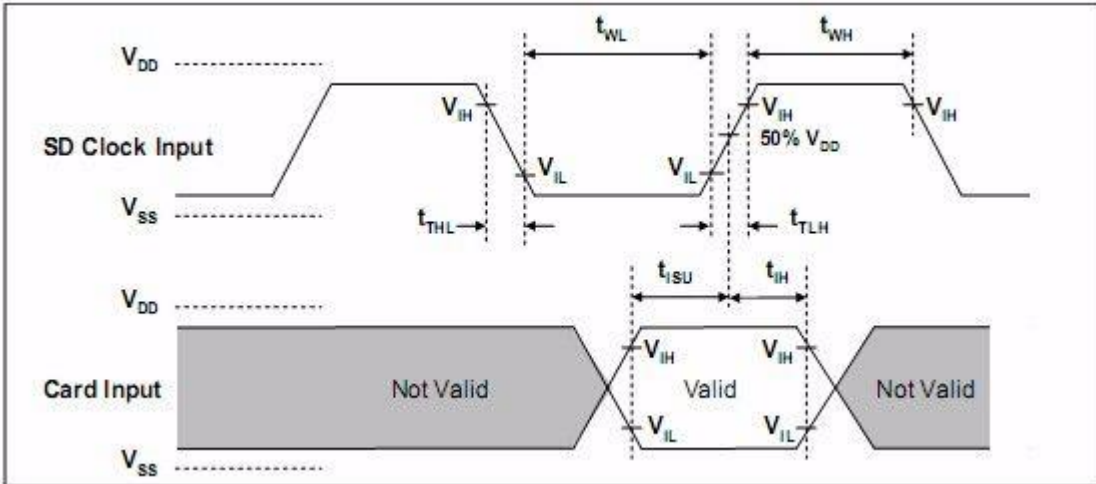 t_WL
t_WH
V_DD
V_IH
V_IH
V_IH
50% V_DD
SD Clock Input
V_IL
V_IL
V_SS
t_THL
t_TLH
t_ISU
t_IH
V_DD
V_IH
V_IH
Card Input
Not Valid
Valid
Not Valid
V_IL
V_IL
V_SS